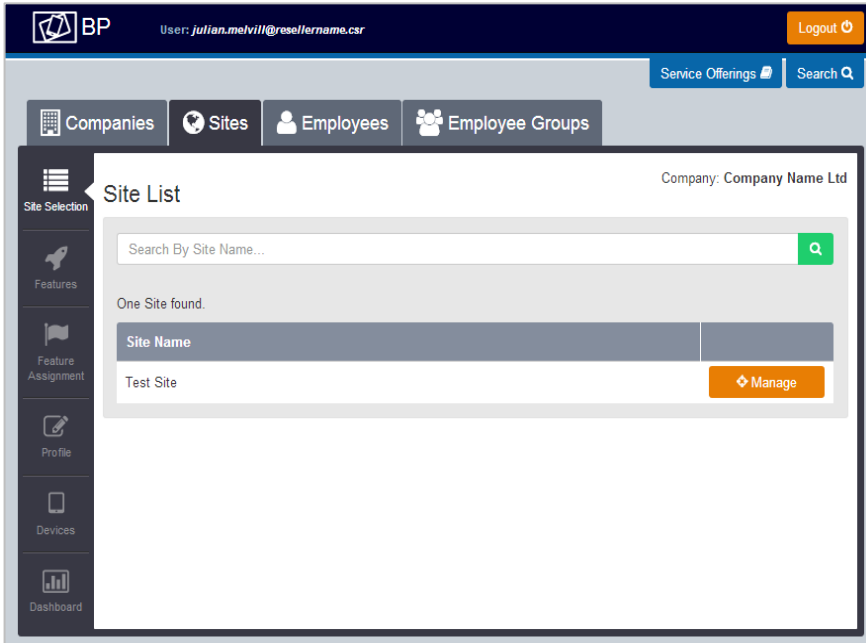 BP
User: julian.melvill@resellername.csr
Logout
Service Offerings
Search
Companies
Sites
Employees
Employee Groups
Site Selection
Features
Feature
Assignment
Profile
Devices
Dashboard
Site List
Company: Company Name Ltd
Search By Site Name...
One Site found.
Site Name
Test Site
Manage